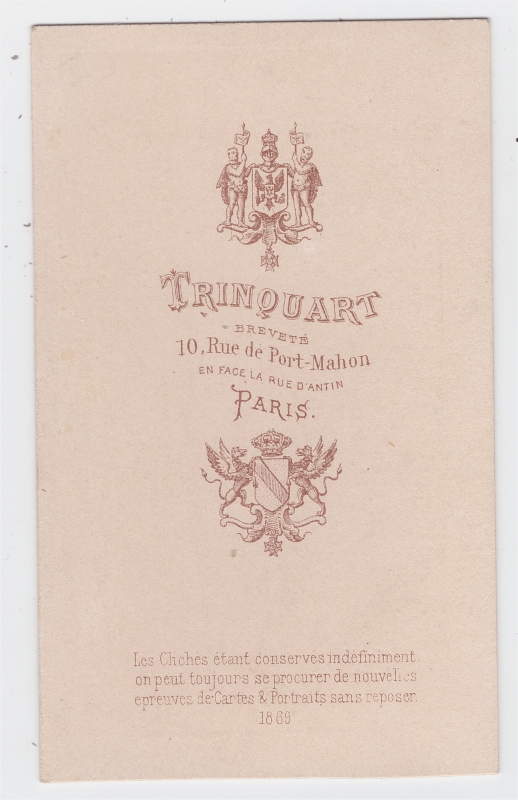 TRINQUART
BREVETÉ
10, Rue de Port-Mahon
EN FACE LA RUE D'ANTIN
PARIS.
Les Clichés étant conservés indéfiniment.
on peut toujours se procurer de nouvelles
épreuves de Cartes & Portraits sans reposer.
1869